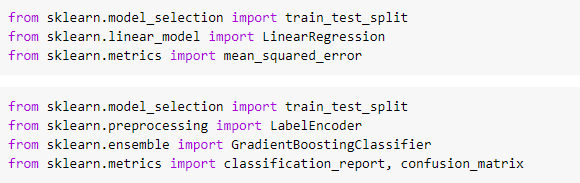 from sklearn.model_selection import train_test_split
from sklearn.linear_model import LinearRegression
from sklearn.metrics import mean_squared_error
from sklearn.model_selection import train_test_split
from sklearn.preprocessing import LabelEncoder
from sklearn.ensemble import GradientBoostingClassifier
from sklearn.metrics import classification_report, confusion_matrix